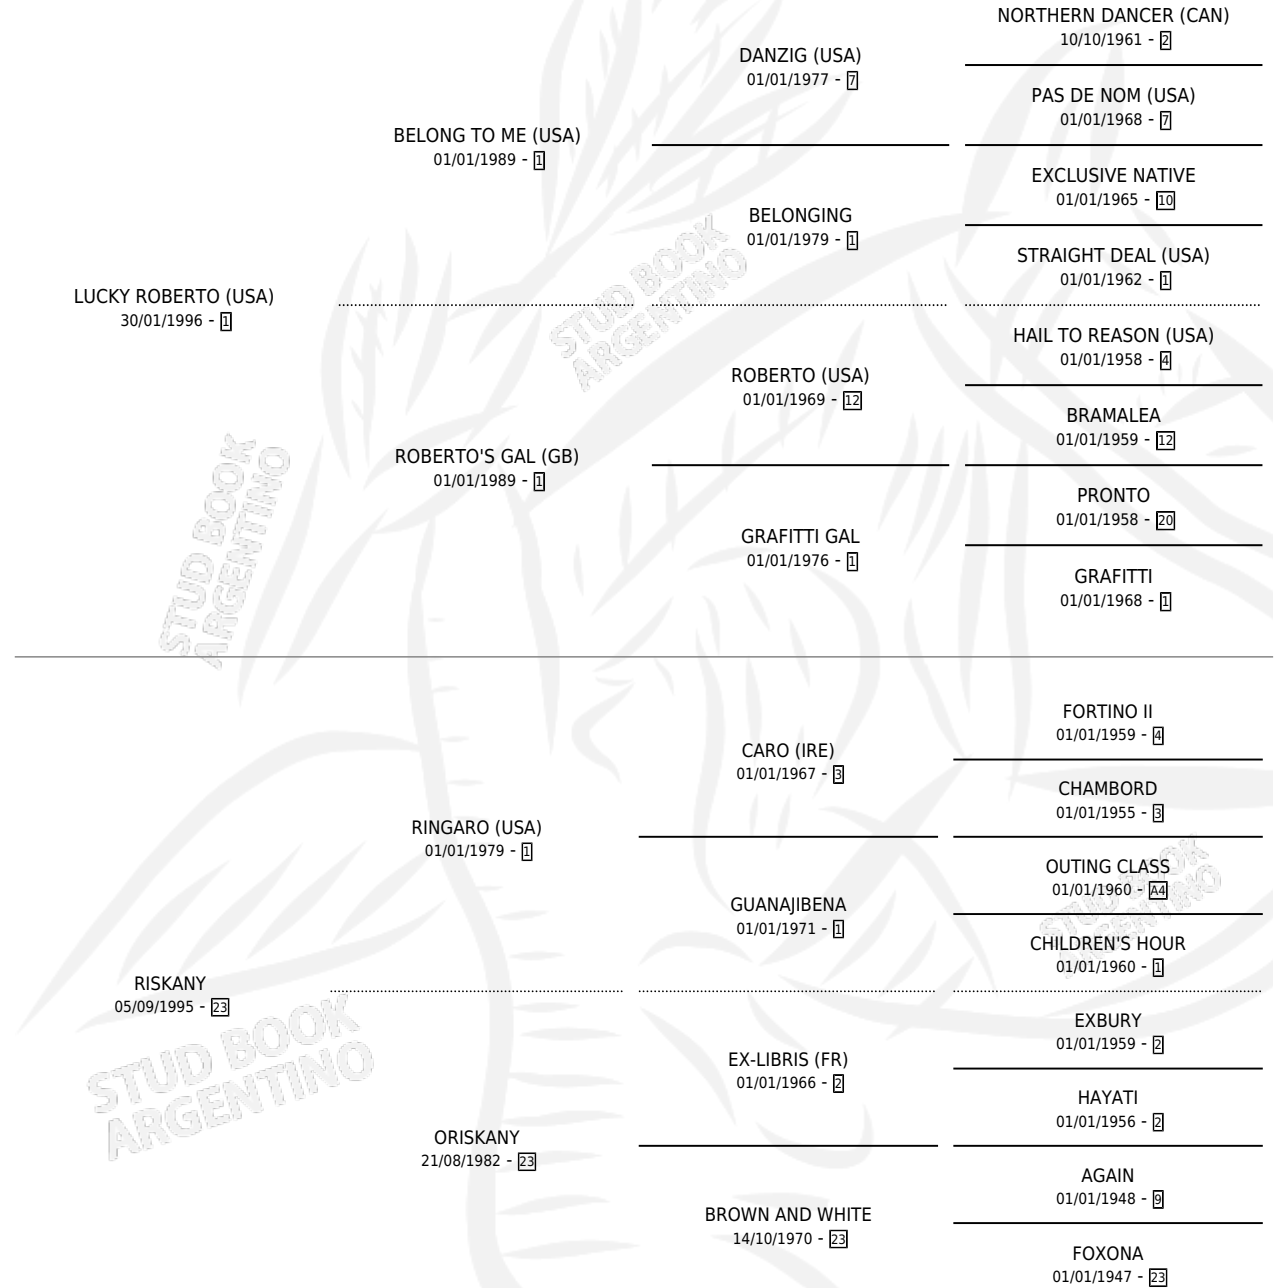 NORTHERN DANCER (CAN)
10/10/1961 - 2
DANZIG (USA)
01/01/1977 - 7
PAS DE NOM (USA)
01/01/1968 - 7
BELONG TO ME (USA)
01/01/1989 - 1
EXCLUSIVE NATIVE
01/01/1965 - 10
BELONGING
01/01/1979 - 1
STRAIGHT DEAL (USA)
01/01/1962 - 1
LUCKY ROBERTO (USA)
30/01/1996 - 1
HAIL TO REASON (USA)
01/01/1958 - 4
ROBERTO (USA)
01/01/1969 - 12
BRAMALEA
01/01/1959 - 12
ROBERTO'S GAL (GB)
01/01/1989 - 1
PRONTO
01/01/1958 - 20
GRAFITTI GAL
01/01/1976 - 1
GRAFITTI
01/01/1968 - 1
STUD BOOK
ARGENTINO
STUD BOOK
ARGENTINO
FORTINO II
01/01/1959 - 4
CARO (IRE)
01/01/1967 - 3
CHAMBORD
01/01/1955 - 3
RINGARO (USA)
01/01/1979 - 1
OUTING CLASS
01/01/1960 - A4
GUANAJIBENA
01/01/1971 - 1
CHILDREN'S HOUR
01/01/1960 - 1
RISKANY
05/09/1995 - 23
EXBURY
01/01/1959 - 2
EX-LIBRIS (FR)
01/01/1966 - 2
HAYATI
01/01/1956 - 2
ORISKANY
21/08/1982 - 23
AGAIN
01/01/1948 - 9
BROWN AND WHITE
14/10/1970 - 23
FOXONA
01/01/1947 - 23
STUD BOOK
ARGENTINO
STUD BOOK
ARGENTINO